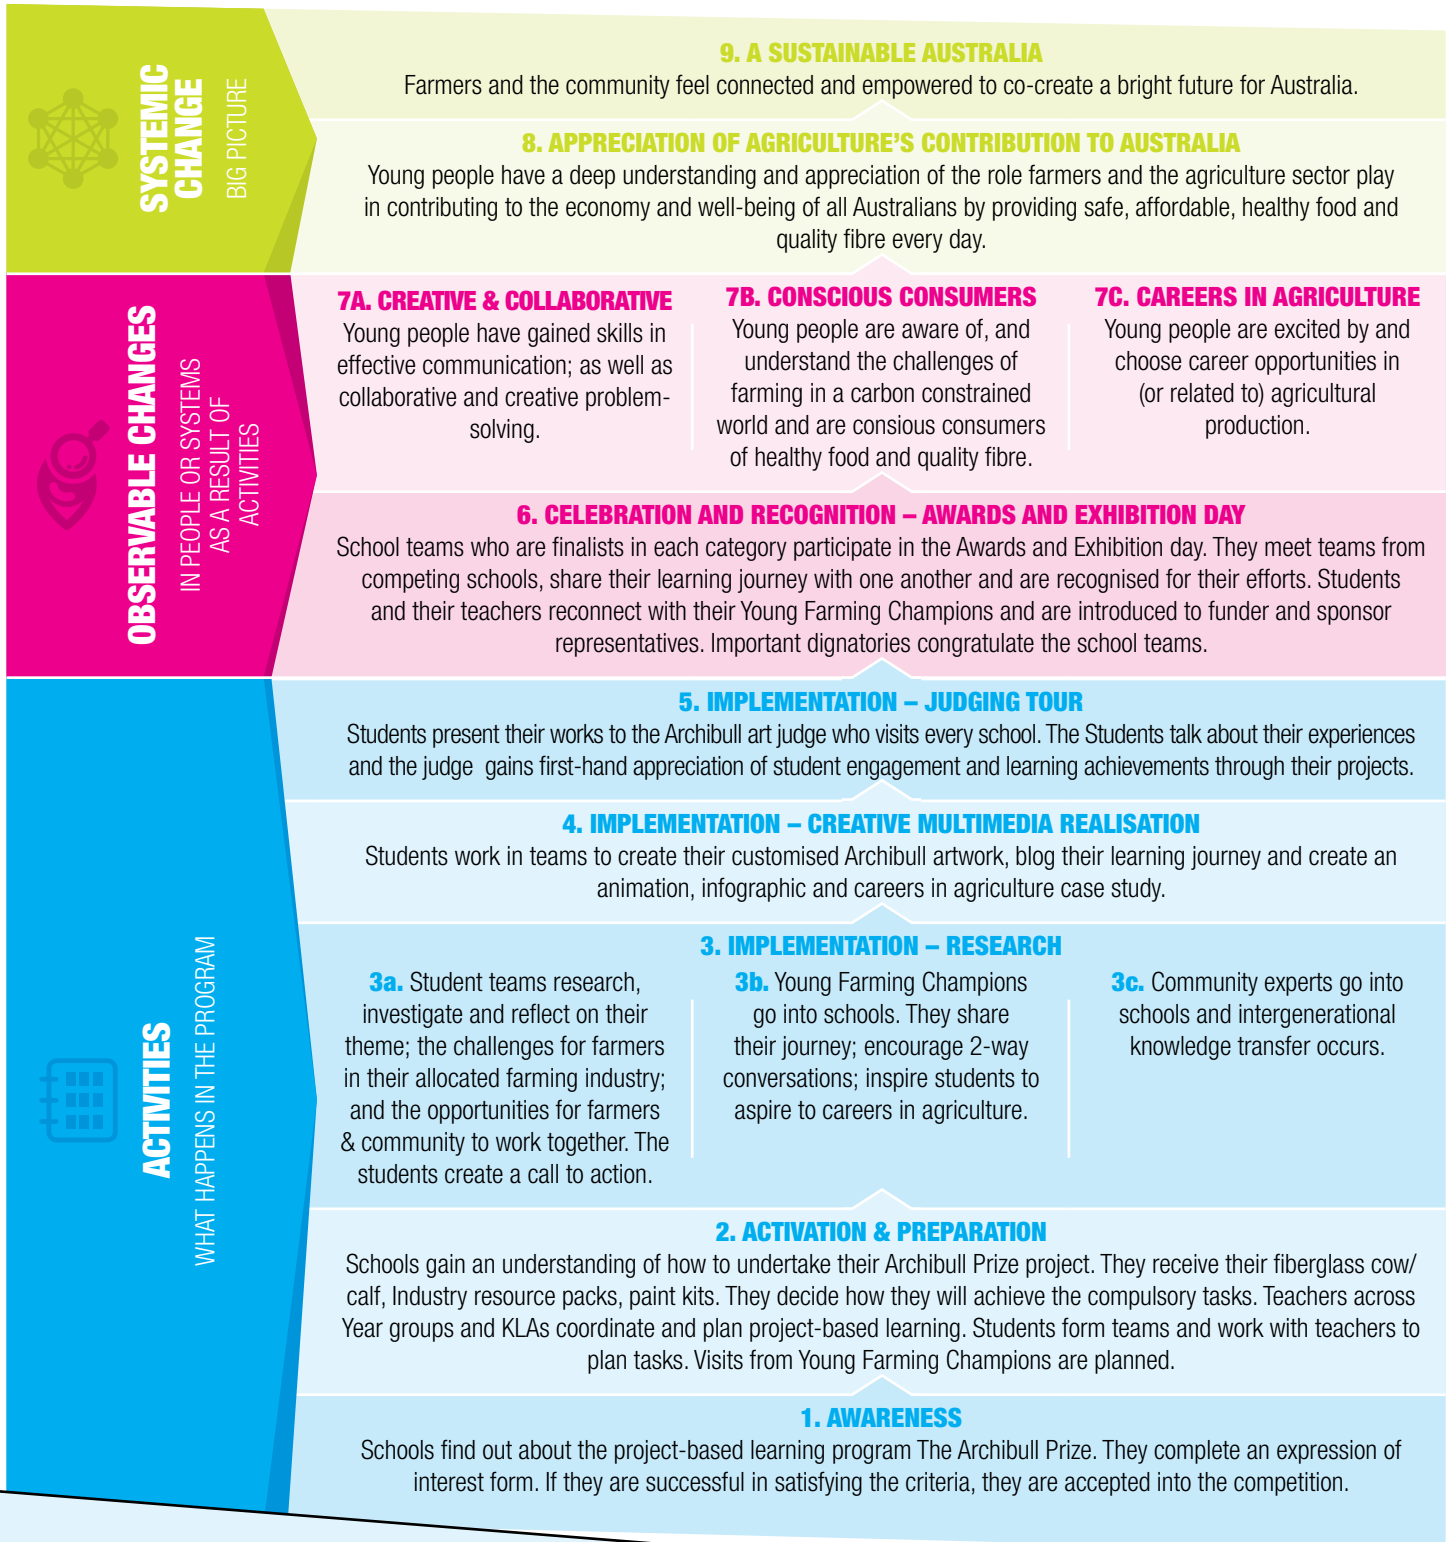 SYSTEMIC
CHANGE
BIG PICTURE
9. A SUSTAINABLE AUSTRALIA
Farmers and the community feel connected and empowered to co-create a bright future for Australia.
8. APPRECIATION OF AGRICULTURE'S CONTRIBUTION TO AUSTRALIA
Young people have a deep understanding and appreciation of the role farmers and the agriculture sector play
in contributing to the economy and well-being of all Australians by providing safe, affordable, healthy food and
quality fibre every day.
OBSERVABLE CHANGES
IN PEOPLE OR SYSTEMS
AS A RESULT OF
ACTIVITIES
7A. CREATIVE & COLLABORATIVE
Young people have gained skills in
effective communication; as well as
collaborative and creative problem-
solving.
7B. CONSCIOUS CONSUMERS
Young people are aware of, and
understand the challenges of
farming in a carbon constrained
world and are consious consumers
of healthy food and quality fibre.
7C. CAREERS IN AGRICULTURE
Young people are excited by and
choose career opportunities in
(or related to) agricultural
production.
6. CELEBRATION AND RECOGNITION – AWARDS AND EXHIBITION DAY
School teams who are finalists in each category participate in the Awards and Exhibition day. They meet teams from
competing schools, share their learning journey with one another and are recognised for their efforts. Students
and their teachers reconnect with their Young Farming Champions and are introduced to funder and sponsor
representatives. Important dignatories congratulate the school teams.
ACTIVITIES
WHAT HAPPENS IN THE PROGRAM
5. IMPLEMENTATION – JUDGING TOUR
Students present their works to the Archibull art judge who visits every school. The Students talk about their experiences
and the judge gains first-hand appreciation of student engagement and learning achievements through their projects.
4. IMPLEMENTATION – CREATIVE MULTIMEDIA REALISATION
Students work in teams to create their customised Archibull artwork, blog their learning journey and create an
animation, infographic and careers in agriculture case study.
3. IMPLEMENTATION – RESEARCH
3a. Student teams research,
investigate and reflect on their
theme; the challenges for farmers
in their allocated farming industry;
and the opportunities for farmers
& community to work together. The
students create a call to action.
3b. Young Farming Champions
go into schools. They share
their journey; encourage 2-way
conversations; inspire students to
aspire to careers in agriculture.
3c. Community experts go into
schools and intergenerational
knowledge transfer occurs.
2. ACTIVATION & PREPARATION
Schools gain an understanding of how to undertake their Archibull Prize project. They receive their fiberglass cow/
calf, Industry resource packs, paint kits. They decide how they will achieve the compulsory tasks. Teachers across
Year groups and KLAs coordinate and plan project-based learning. Students form teams and work with teachers to
plan tasks. Visits from Young Farming Champions are planned.
1. AWARENESS
Schools find out about the project-based learning program The Archibull Prize. They complete an expression of
interest form. If they are successful in satisfying the criteria, they are accepted into the competition.